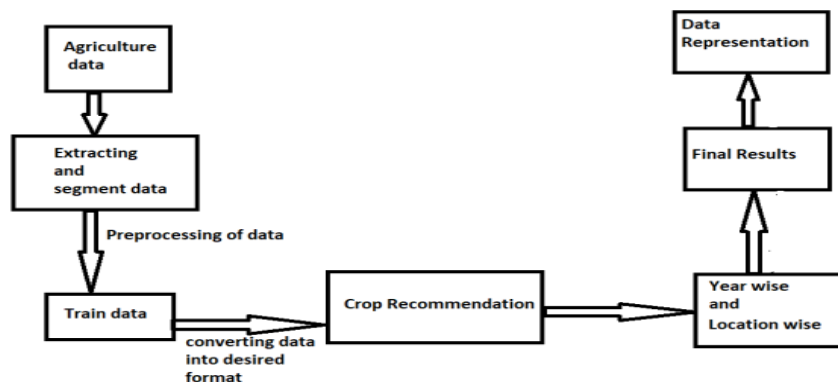 Agriculture
data
Extracting
and
segment data
Preprocessing of data
Train data
converting data
into desired
format
Crop Recommendation
Year wise
and
Location wise
Final Results
Data
Representation